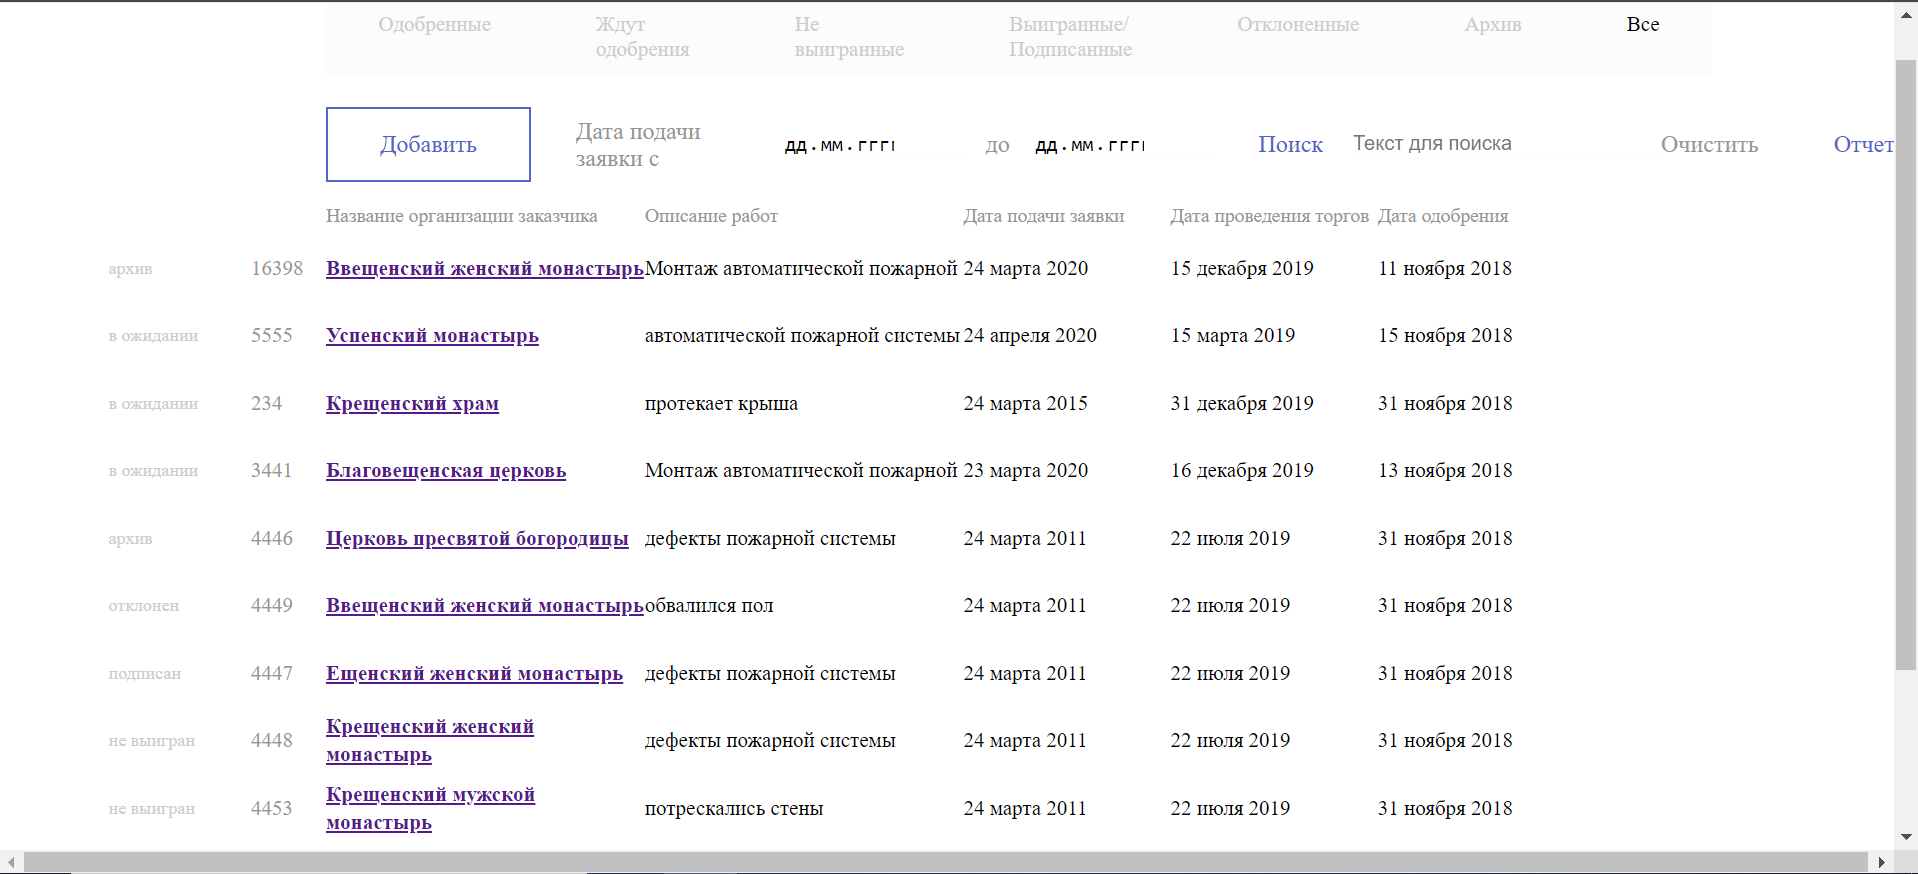 Одобренные Ждут одобрения Не выигранные Выигранные/ Подписанные Отклоненные Архив Все
Добавить Дата подачи заявки с дд.мм.гггг до дд.мм.гггг Поиск Текст для поиска Очистить Отчет
Название организации заказчика Описание работ Дата подачи заявки Дата проведения торгов Дата одобрения
архив 16398 Ввещенский женский монастырь Монтаж автоматической пожарной 24 марта 2020 15 декабря 2019 11 ноября 2018
в ожидании 5555 Успенский монастырь автоматической пожарной системы 24 апреля 2020 15 марта 2019 15 ноября 2018
в ожидании 234 Крещенский храм протекает крыша 24 марта 2015 31 декабря 2019 31 ноября 2018
в ожидании 3441 Благовещенская церковь Монтаж автоматической пожарной 23 марта 2020 16 декабря 2019 13 ноября 2018
архив 4446 Церковь пресвятой богородицы дефекты пожарной системы 24 марта 2011 22 июля 2019 31 ноября 2018
отклонен 4449 Ввещенский женский монастырь обвалился пол 24 марта 2011 22 июля 2019 31 ноября 2018
подписан 4447 Ещенский женский монастырь дефекты пожарной системы 24 марта 2011 22 июля 2019 31 ноября 2018
не выигран 4448 Крещенский женский монастырь дефекты пожарной системы 24 марта 2011 22 июля 2019 31 ноября 2018
не выигран 4453 Крещенский мужской монастырь потрескались стены 24 марта 2011 22 июля 2019 31 ноября 2018